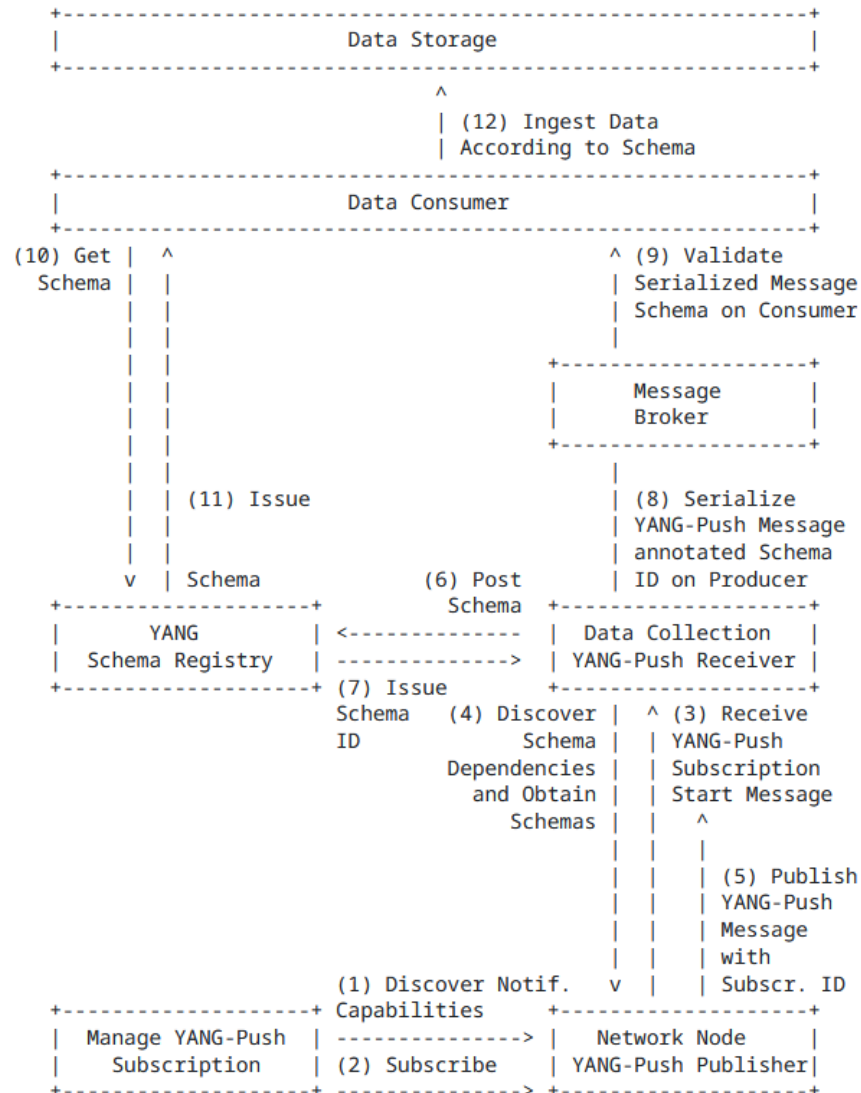 +------------------------------------------------------------+
|                       Data Storage                         |
+------------------------------------------------------------+
                               ^
                               | (12) Ingest Data
                               | According to Schema
+------------------------------------------------------------+
|                       Data Consumer                        |
+------------------------------------------------------------+
(10) Get |  ^                                   ^ (9) Validate
  Schema |  |                                   | Serialized Message
         |  |                                   | Schema on Consumer
         |  |                                   |
         |  |                              +--------------------+
         |  |                              |      Message       |
         |  |                              |      Broker        |
         |  |                              +--------------------+
         |  |                                   |
         |  | (11) Issue                        | (8) Serialize
         |  |                                   | YANG-Push Message
         |  |                                   | annotated Schema
         v  | Schema             (6) Post       | ID on Producer
   +--------------------+          Schema  +--------------------+
   |       YANG         | <--------------  |  Data Collection   |
   |  Schema Registry   | -------------->  | YANG-Push Receiver |
   +--------------------+ (7) Issue        +--------------------+
                          Schema   (4) Discover |  ^ (3) Receive
                          ID             Schema |  | YANG-Push
                                   Dependencies |  | Subscription
                                     and Obtain |  | Start Message
                                        Schemas |  |   ^
                                                |  |   |
                                                |  |   | (5) Publish
                                                |  |   | YANG-Push
                                                |  |   | Message
                                                |  |   | with
                          (1) Discover Notif.   v  |   | Subscr. ID
   +--------------------+ Capabilities     +--------------------+
   |  Manage YANG-Push  | ---------------> |   Network Node     |
   |    Subscription    | (2) Subscribe    | YANG-Push Publisher|
   +--------------------+ ---------------> +--------------------+